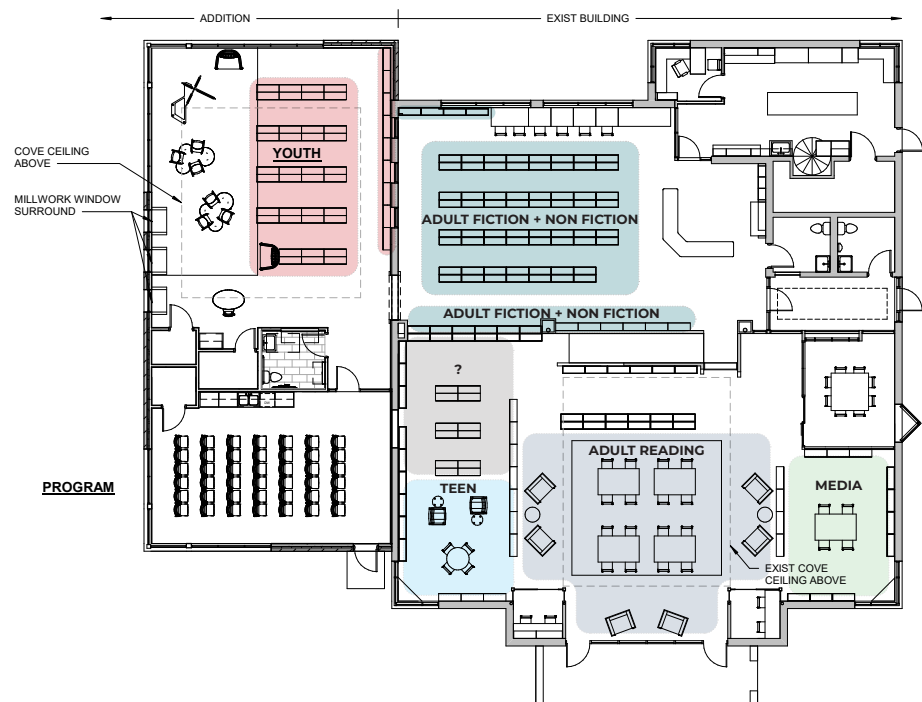 ADDITION
EXIST BUILDING
COVE CEILING
ABOVE
YOUTH
MILLWORK WINDOW
SURROUND
ADULT FICTION + NON FICTION
ADULT FICTION + NON FICTION
?
ADULT READING
TEEN
MEDIA
PROGRAM
EXIST COVE
CEILING ABOVE